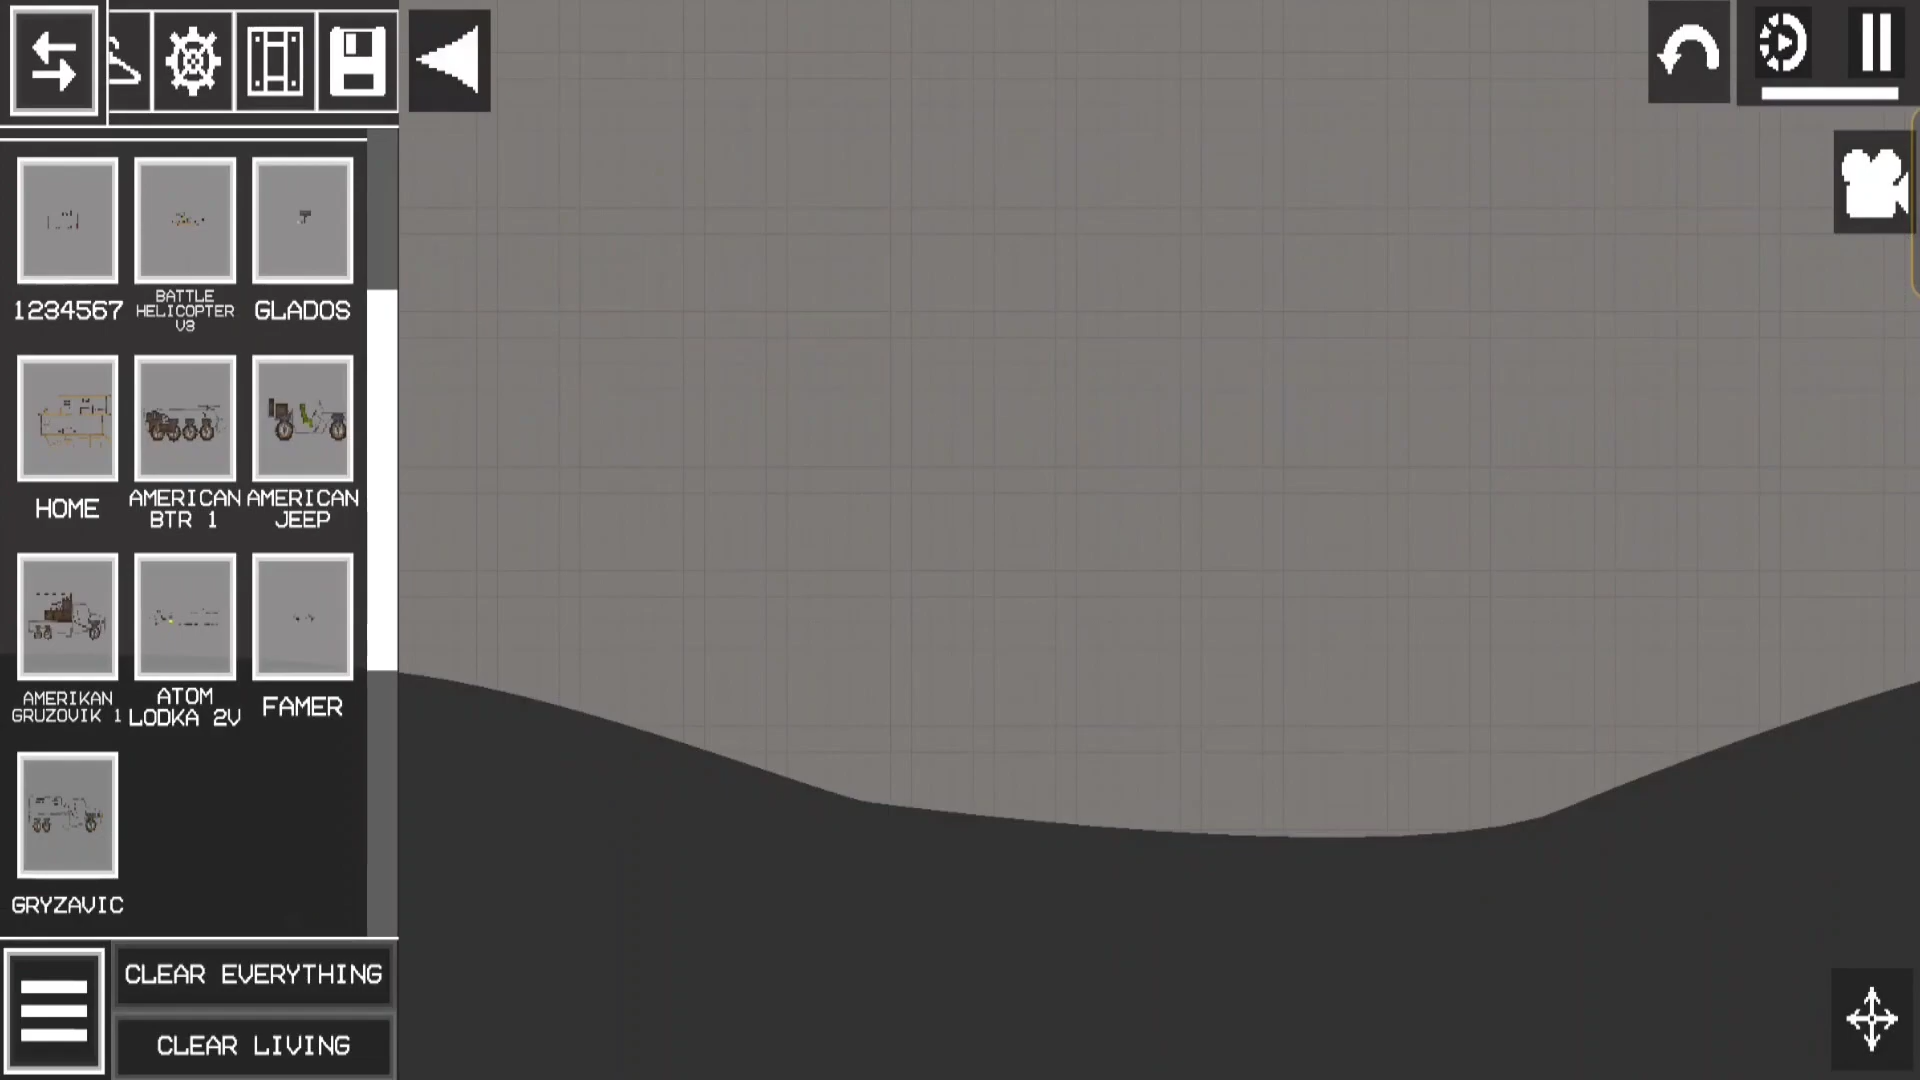 1234567
BATTLE
HELICOPTER
V3
GLADOS
HOME
AMERICAN
BTR 1
AMERICAN
JEEP
AMERIKAN
GRUZOVIK 1
ATOM
LODKA 2V
FAMER
GRYZAVIC
CLEAR EVERYTHING
CLEAR LIVING